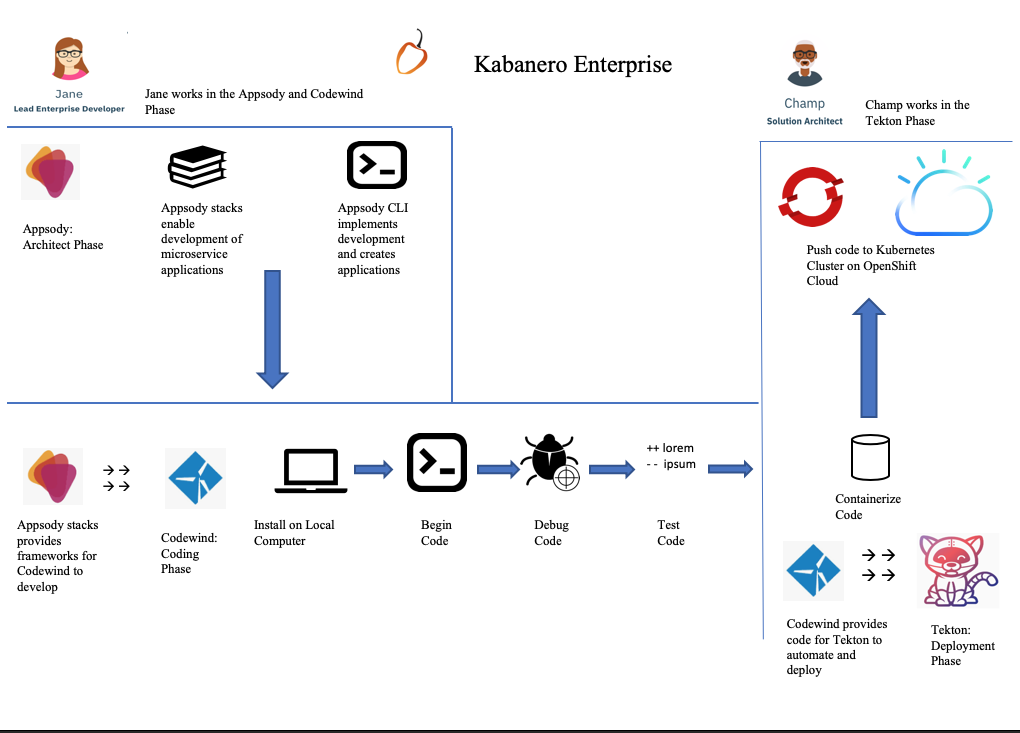 Kabanero Enterprise
Jane
Lead Enterprise Developer
Jane works in the Appsody and Codewind
Phase
Champ
Solution Architect
Champ works in the
Tekton Phase
Appsody:
Architect Phase
Appsody stacks
enable
development of
microservice
applications
Appsody CLI
implements
development
and creates
applications
Push code to Kubernetes
Cluster on OpenShift
Cloud
Appsody stacks
provides
frameworks for
Codewind to
develop
Codewind:
Coding
Phase
Install on Local
Computer
Begin
Code
Debug
Code
++ lorem
-- ipsum
Test
Code
Containerize
Code
Codewind provides
code for Tekton to
automate and
deploy
Tekton:
Deployment
Phase